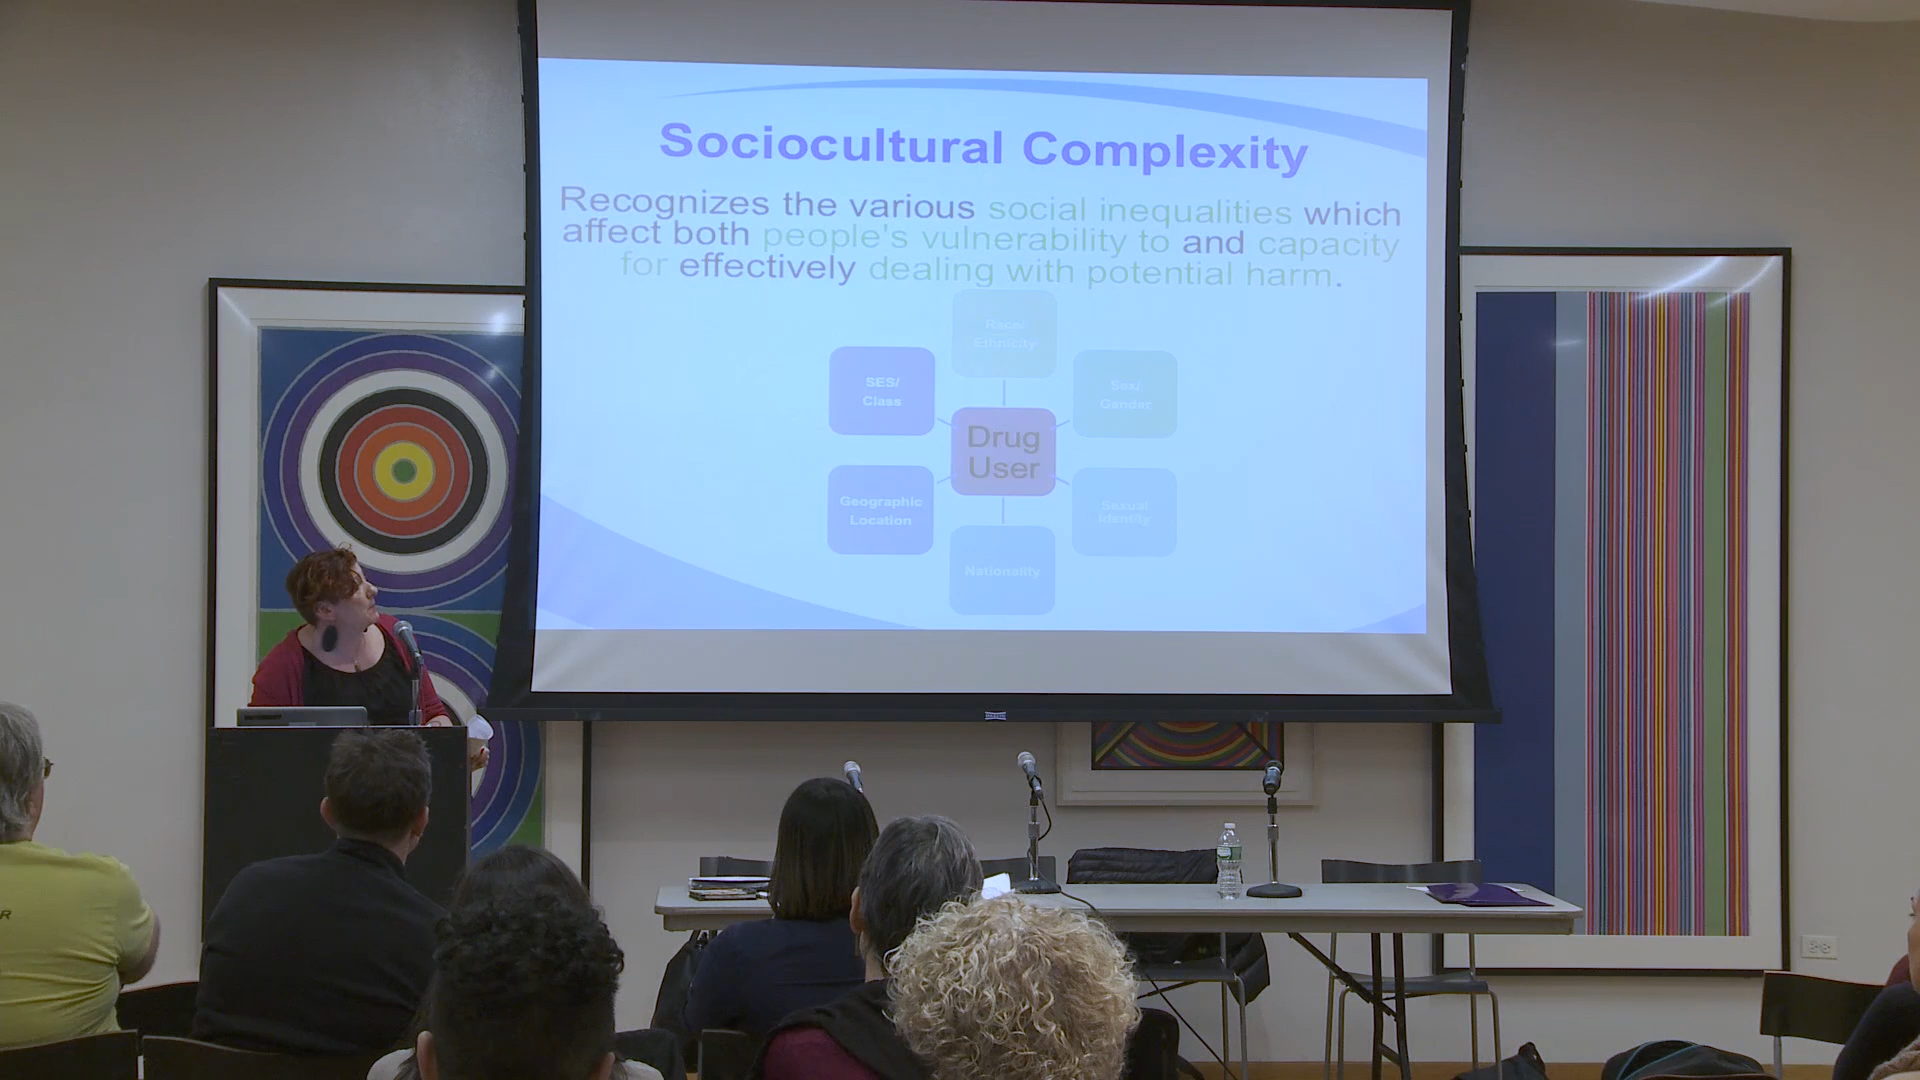 Sociocultural Complexity
Recognizes the various social inequalities which
affect both people's vulnerability to and capacity
for effectively dealing with potential harm.
Race/
Ethnicity
SES/
Class
Sex/
Gender
Drug
User
Geographic
Location
Sexual
Identity
Nationality
R